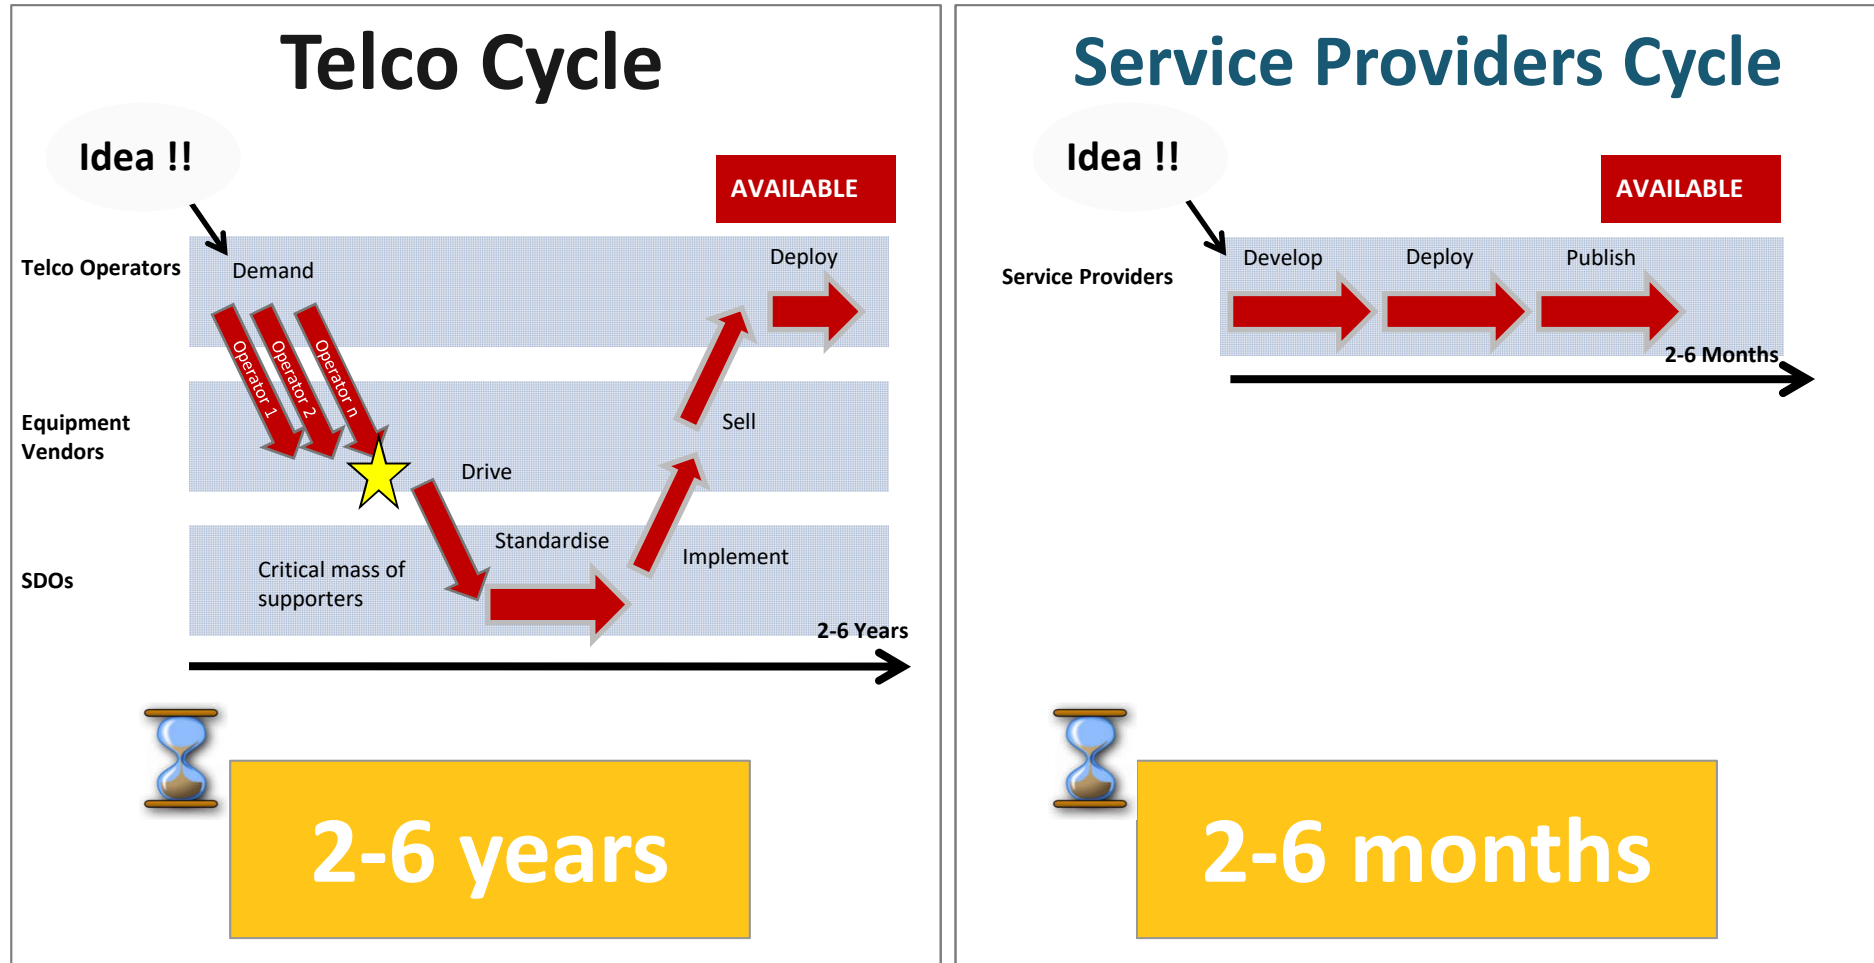 Telco Cycle
Idea !!
AVAILABLE
Telco Operators
Demand
Deploy
Operator 1
Operator 2
Operator n
Equipment
Vendors
Sell
Drive
SDOs
Standardise
Implement
Critical mass of
supporters
2-6 Years
2-6 years
Service Providers Cycle
Idea !!
AVAILABLE
Service Providers
Develop
Deploy
Publish
2-6 Months
2-6 months